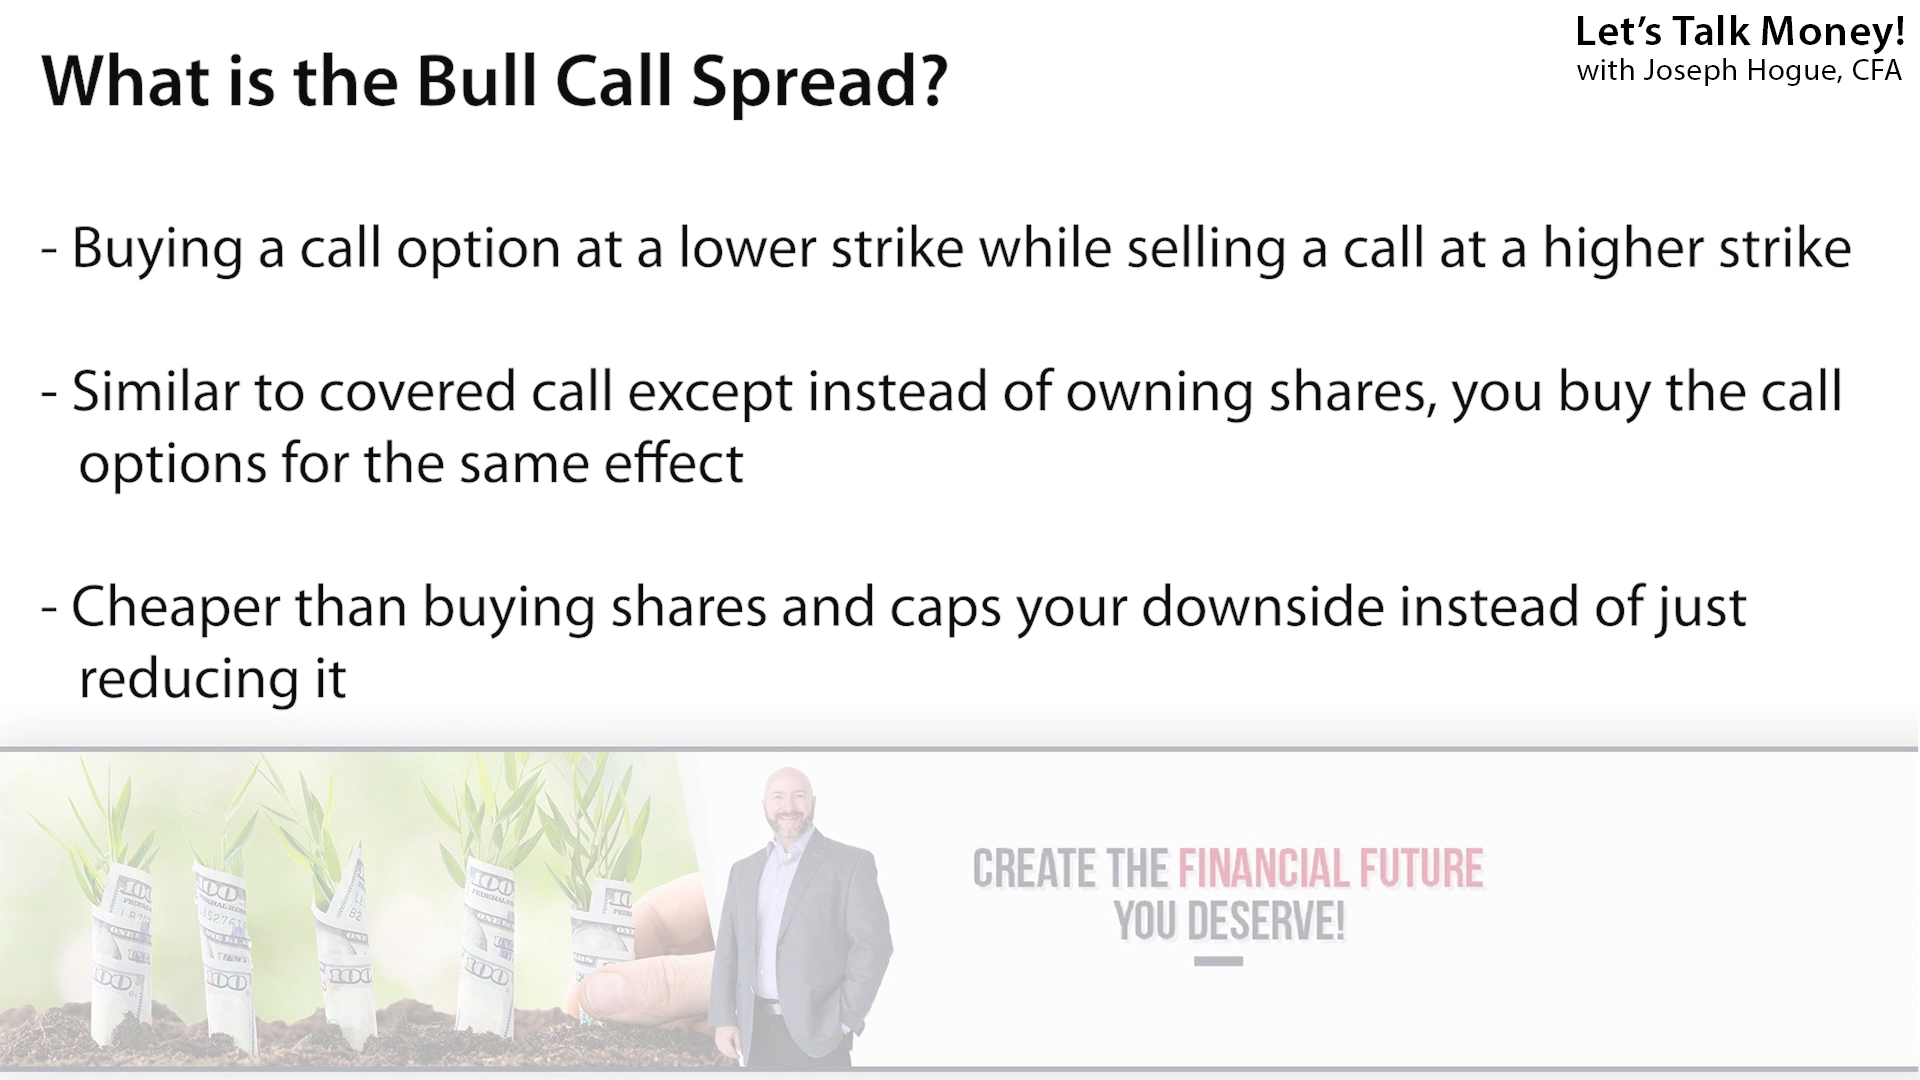 Let's Talk Money!
with Joseph Hogue, CFA
What is the Bull Call Spread?
- Buying a call option at a lower strike while selling a call at a higher strike
- Similar to covered call except instead of owning shares, you buy the call
options for the same effect
- Cheaper than buying shares and caps your downside instead of just
reducing it
CREATE THE FINANCIAL FUTURE
YOU DESERVE!